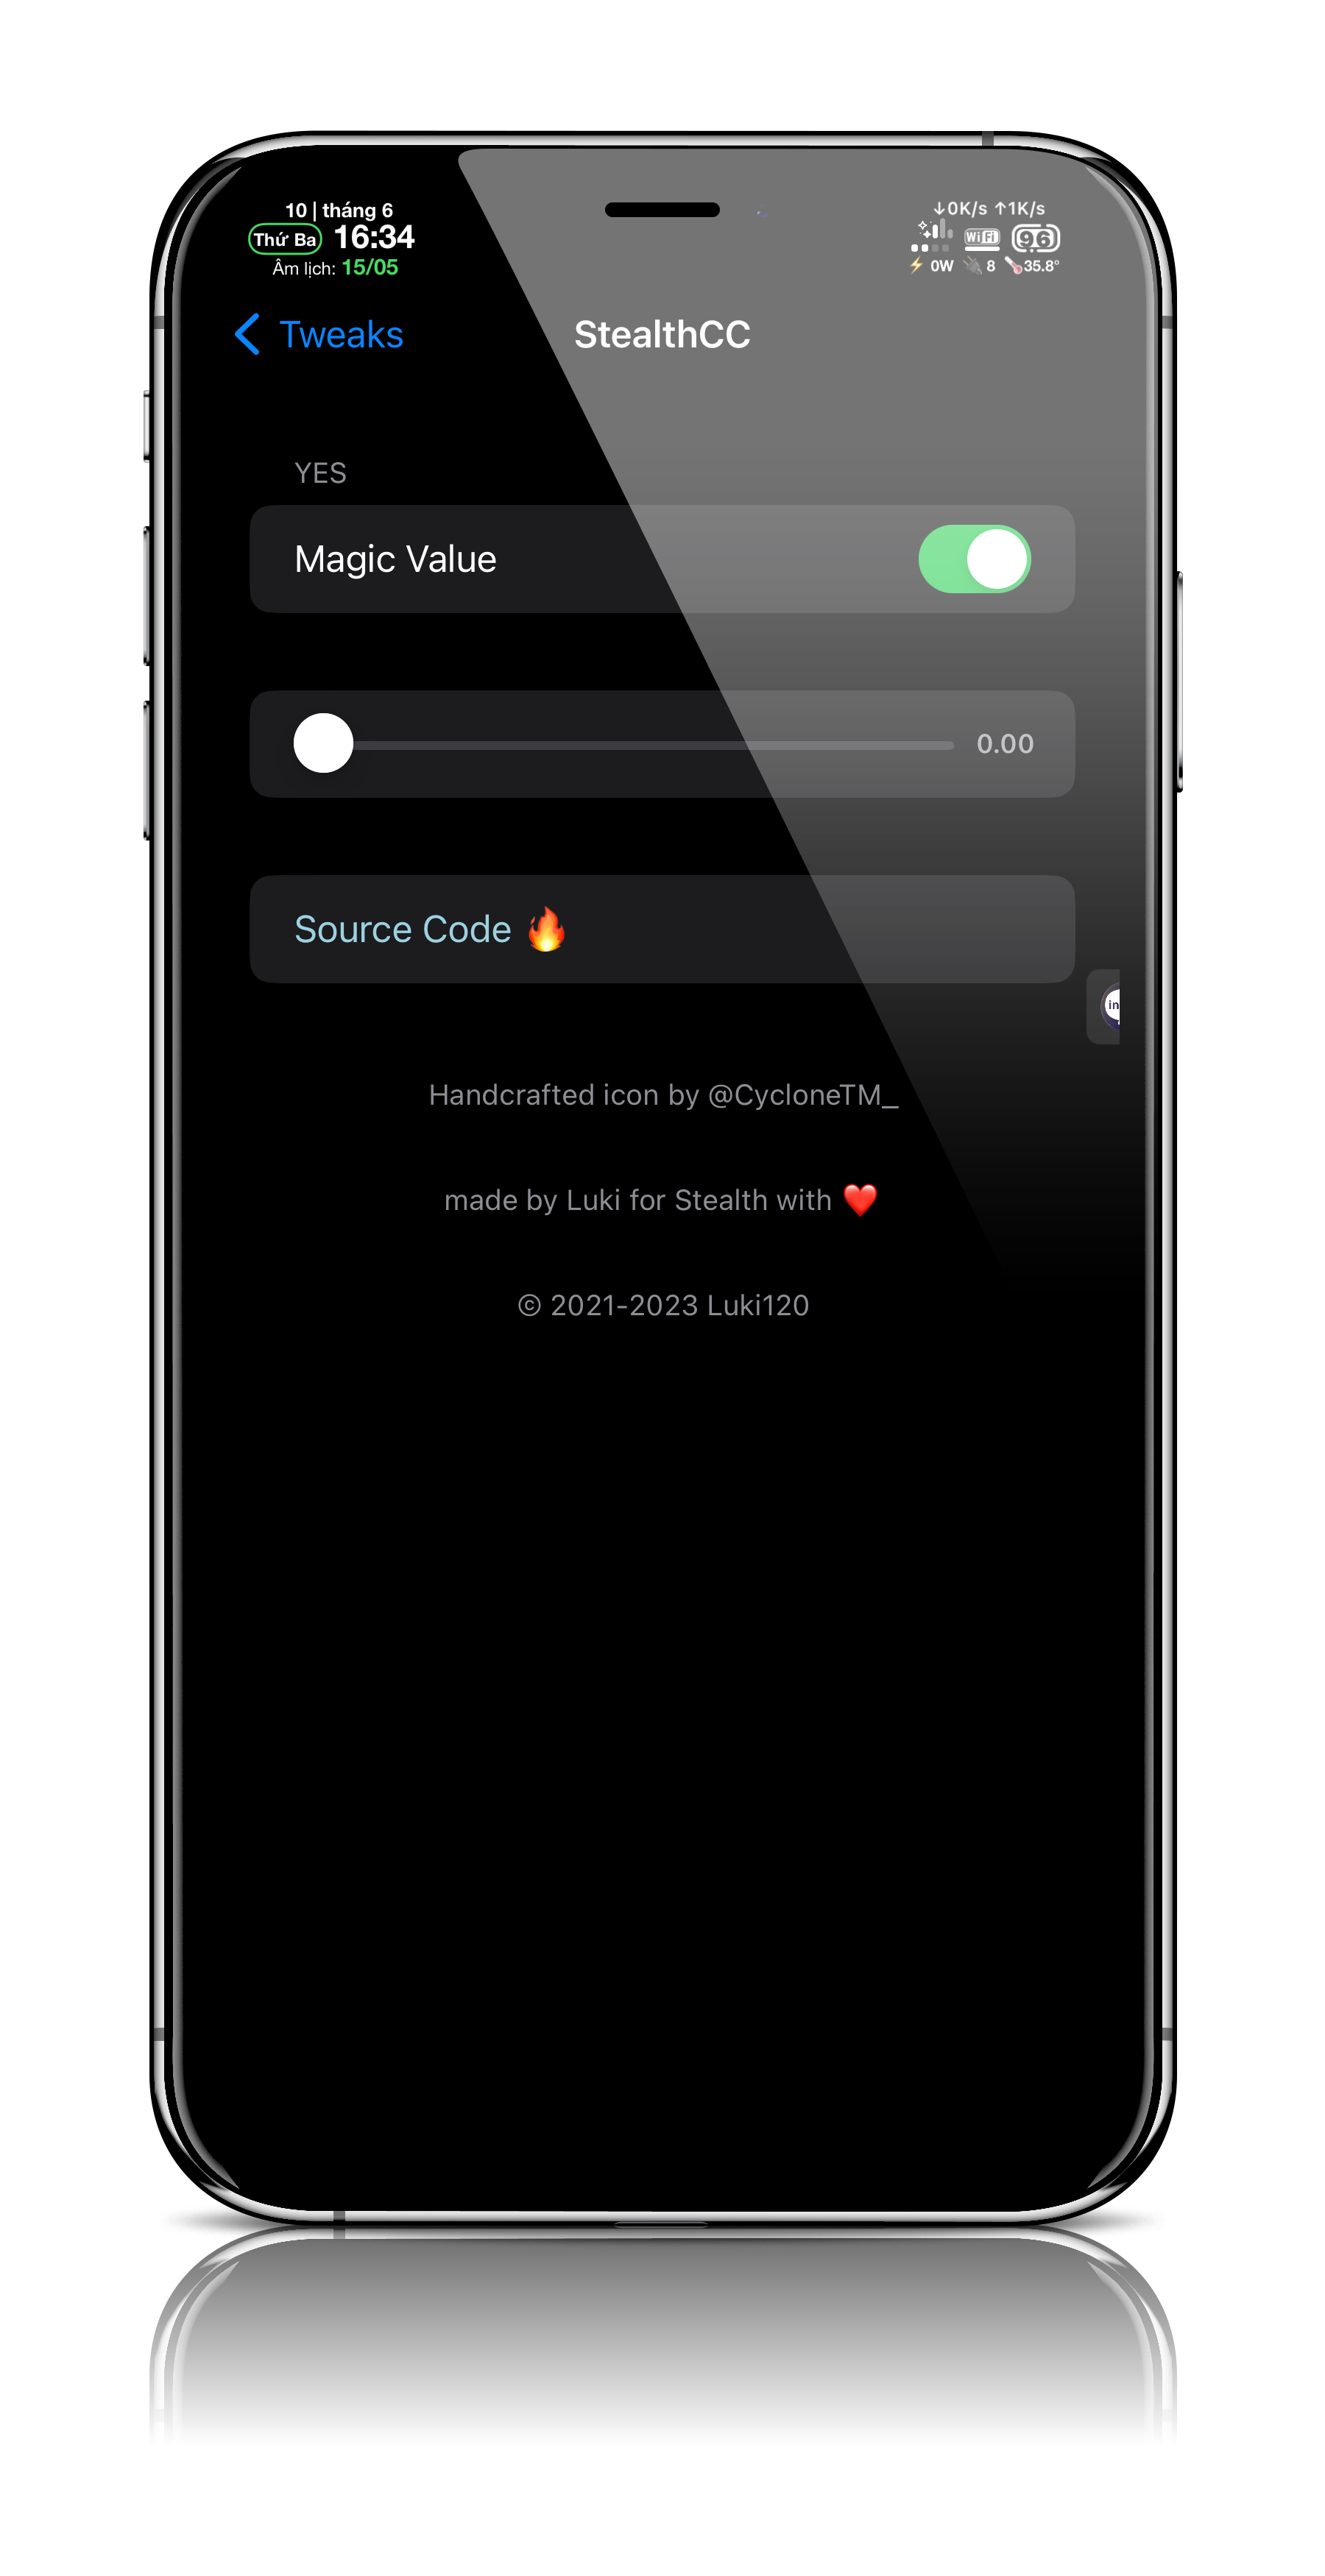 10 | tháng 6
Thứ Ba 16:34
Âm lịch: 15/05
↓0K/s ↑1K/s
WiFi 96
⚡ 0W 🔌 8 🌡️35.8°
Tweaks
StealthCC
YES
Magic Value
0.00
Source Code 🔥
in
Handcrafted icon by @CycloneTM_
made by Luki for Stealth with ❤️
© 2021-2023 Luki120